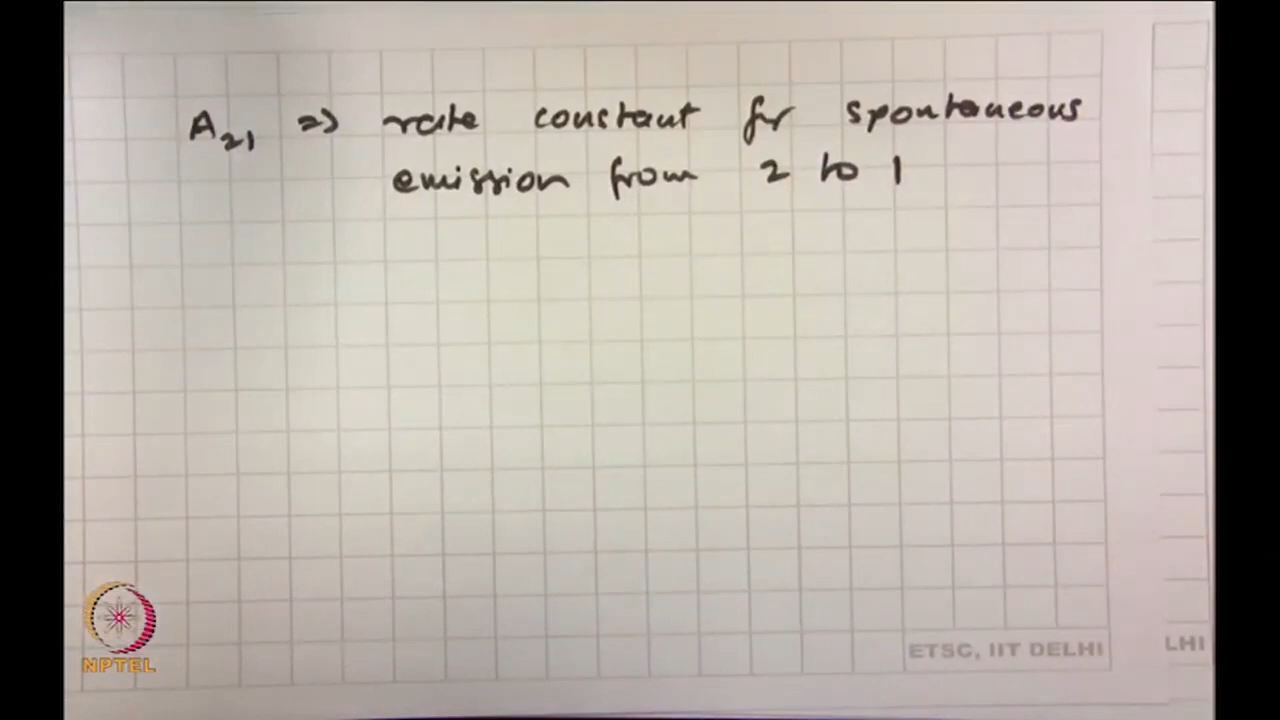 A₂₁ ⇒ rate constant for spontaneous
emission from 2 to 1
NPTEL
ETSC, IIT DELHI
LHI